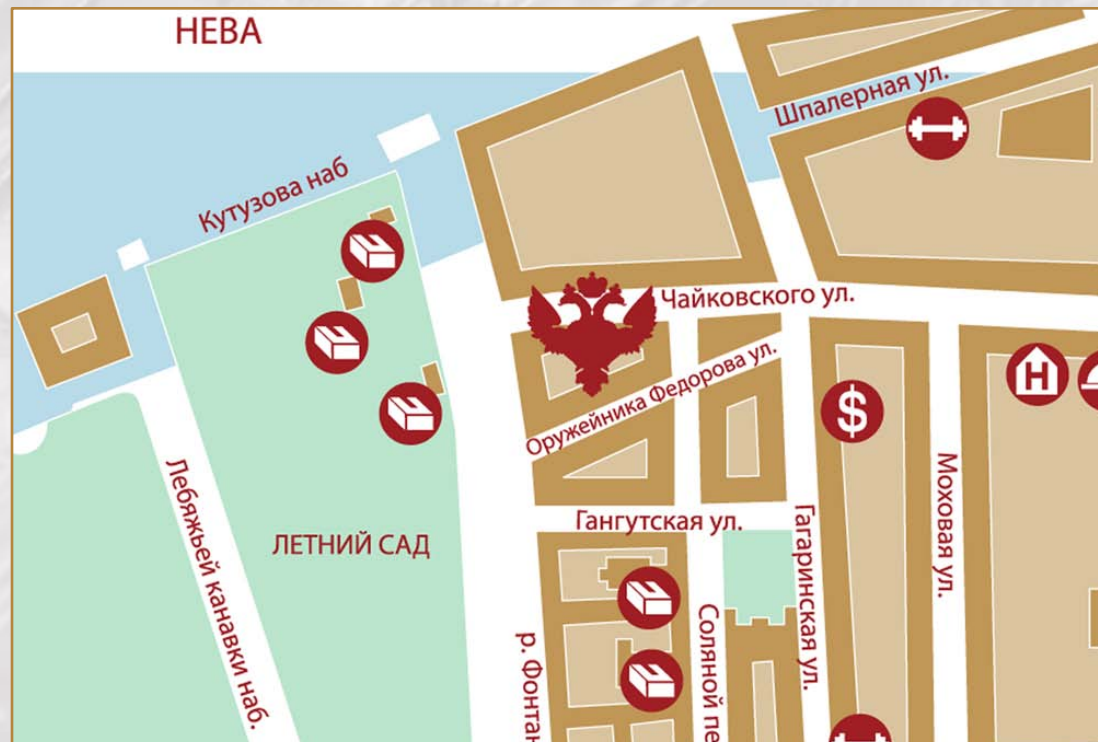 НЕВА
Шпалерная ул.
Кутузова наб
Чайковского ул.
Оружейника Федорова ул.
H
$
Лебяжьей канавки наб.
ЛЕТНИЙ САД
Гангутская ул.
Гагаринская ул.
Моховая ул.
р. Фонтан
Соляной пе